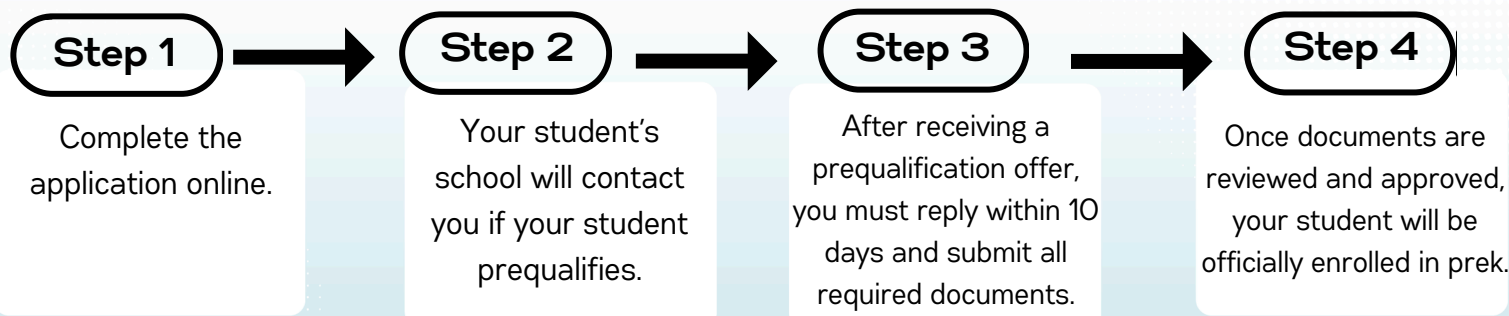 Step 1
Complete the
application online.
Step 2
Your student's
school will contact
you if your student
prequalifies.
Step 3
After receiving a
prequalification offer,
you must reply within 10
days and submit all
required documents.
Step 4
Once documents are
reviewed and approved,
your student will be
officially enrolled in prek.